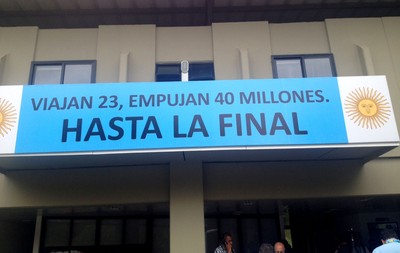 VIAJAN 23, EMPUJAN 40 MILLONES.
HASTA LA FINAL